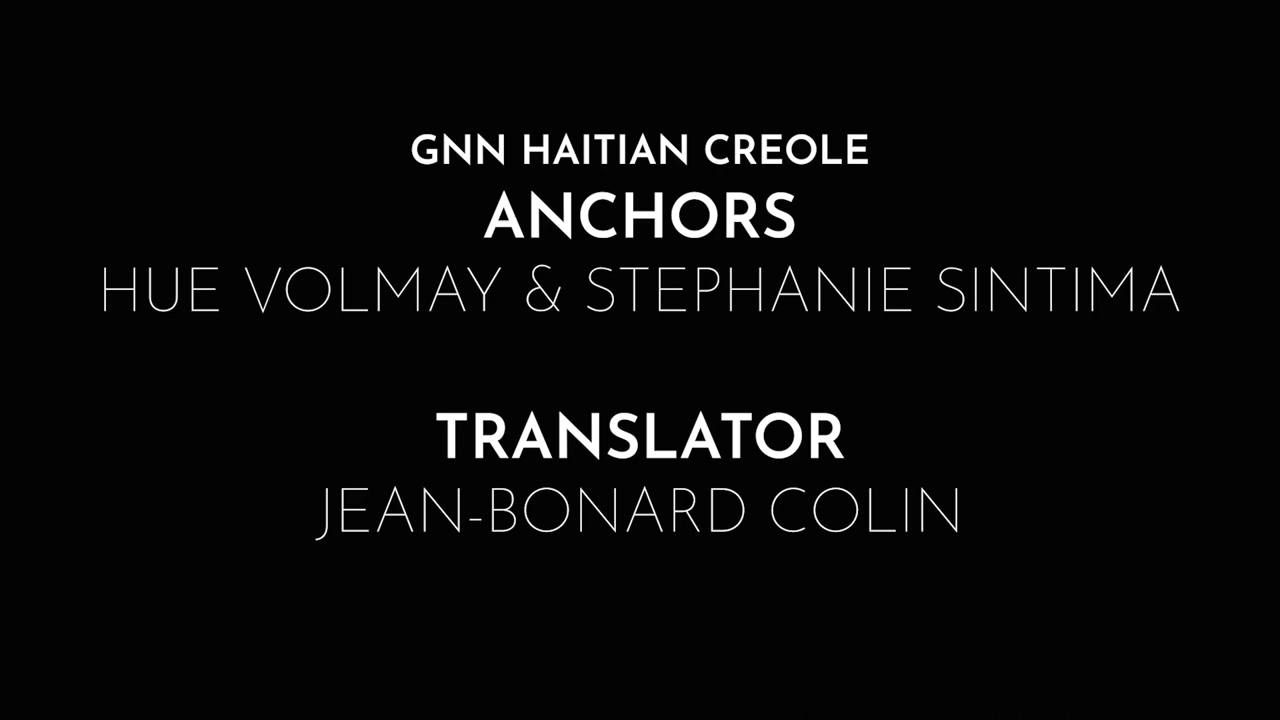 GNN HAITIAN CREOLE
ANCHORS
HUE VOLMAY & STEPHANIE SINTIMA
TRANSLATOR
JEAN-BONARD COLIN